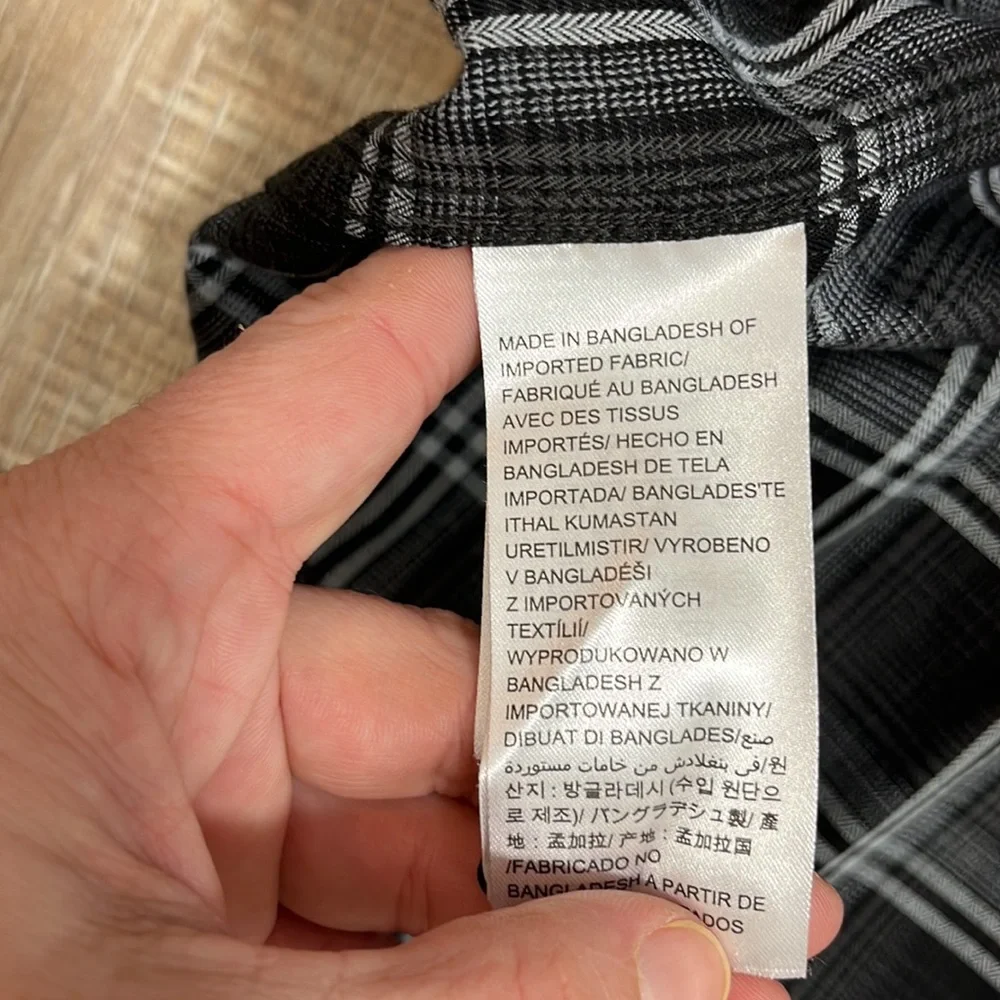 MADE IN BANGLADESH OF
IMPORTED FABRIC/
FABRIQUÉ AU BANGLADESH
AVEC DES TISSUS
IMPORTÉS/ HECHO EN
BANGLADESH DE TELA
IMPORTADA/ BANGLADES'TE
ITHAL KUMASTAN
URETILMISTIR/ VYROBENO
V BANGLADÉŠI
Z IMPORTOVANÝCH
TEXTÍLIÍ/
WYPRODUKOWANO W
BANGLADESH Z
IMPORTOWANEJ TKANINY/
DIBUAT DI BANGLADES/صنع
في بنغلادش من خامات مستوردة/원
산지 : 방글라데시 (수입 원단으
로 제조)/ バングラデシュ製/ 產
地 : 孟加拉/ 产地 : 孟加拉国
/FABRICADO NO
BANGLADESH A PARTIR DE